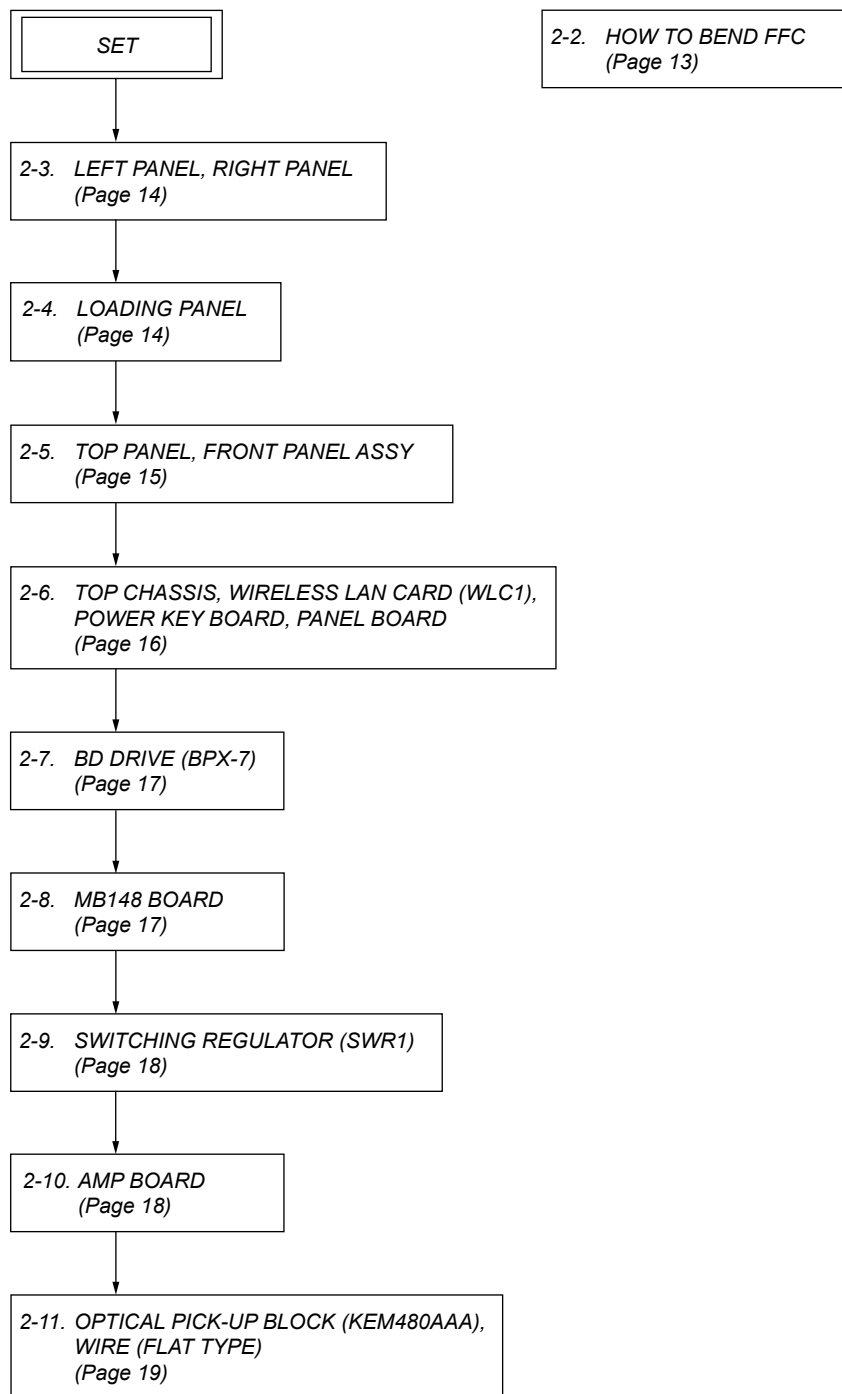 SET
2-2. HOW TO BEND FFC
(Page 13)
2-3. LEFT PANEL, RIGHT PANEL
(Page 14)
2-4. LOADING PANEL
(Page 14)
2-5. TOP PANEL, FRONT PANEL ASSY
(Page 15)
2-6. TOP CHASSIS, WIRELESS LAN CARD (WLC1),
POWER KEY BOARD, PANEL BOARD
(Page 16)
2-7. BD DRIVE (BPX-7)
(Page 17)
2-8. MB148 BOARD
(Page 17)
2-9. SWITCHING REGULATOR (SWR1)
(Page 18)
2-10. AMP BOARD
(Page 18)
2-11. OPTICAL PICK-UP BLOCK (KEM480AAA),
WIRE (FLAT TYPE)
(Page 19)